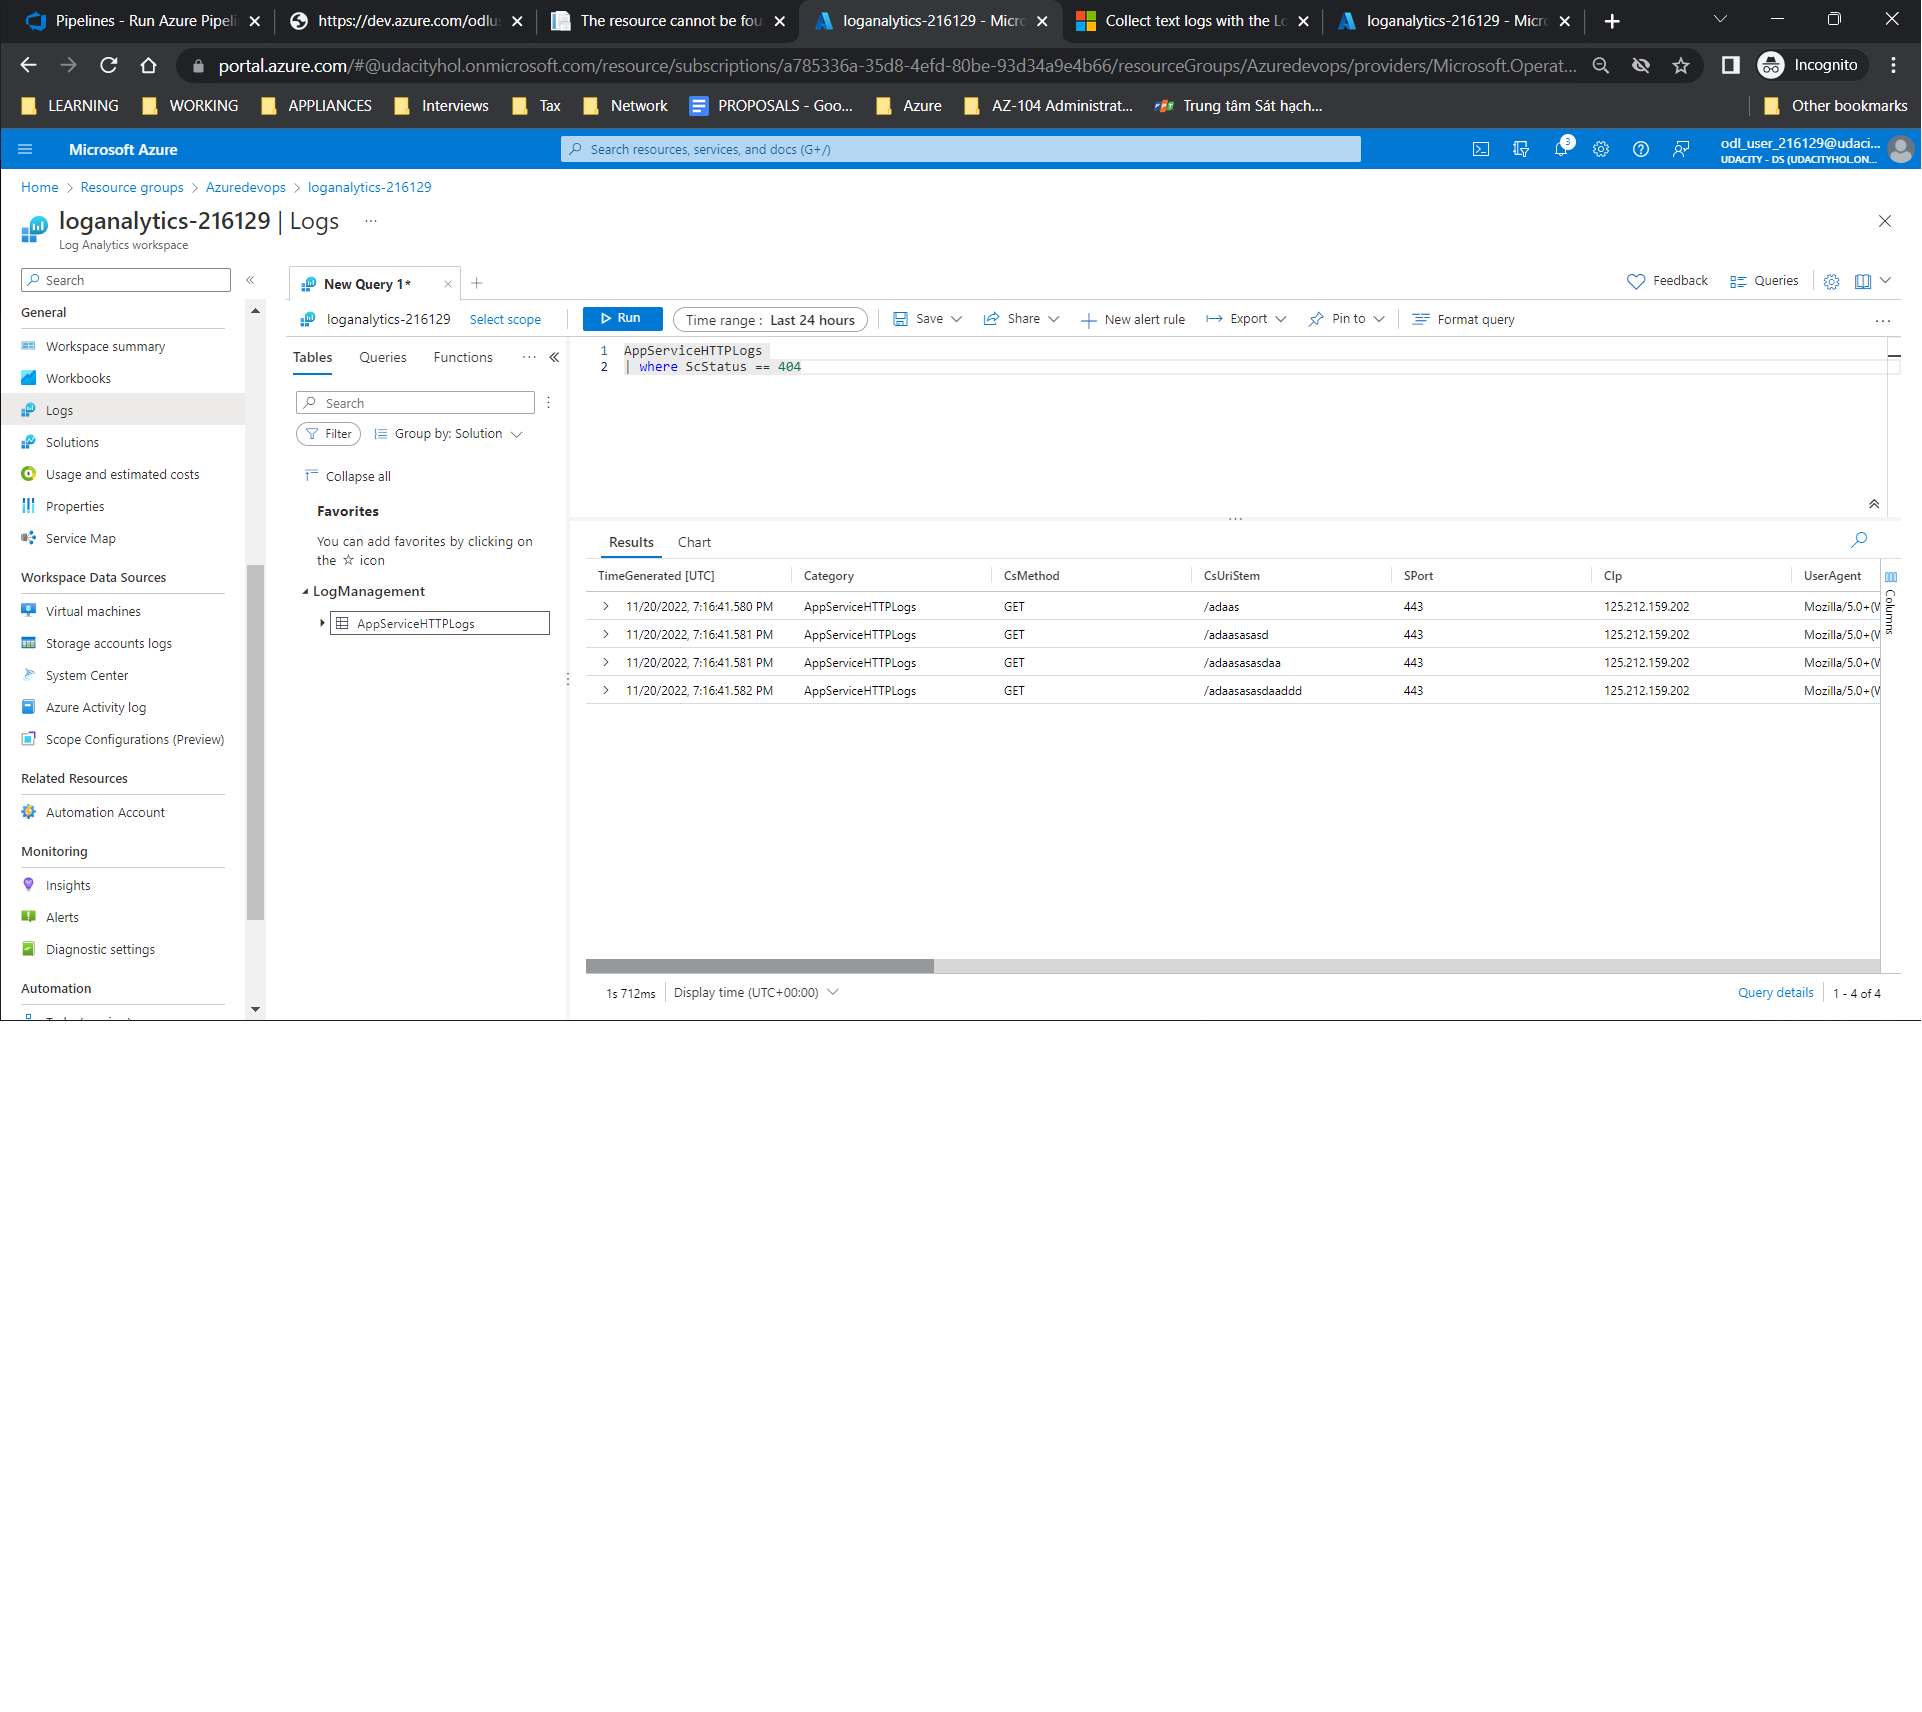 Pipelines - Run Azure Pipeli
https://dev.azure.com/odlu
The resource cannot be fou
loganalytics-216129 - Micro
Collect text logs with the Lo
loganalytics-216129 - Micr
portal.azure.com/#@udacityhol.onmicrosoft.com/resource/subscriptions/a785336a-35d8-4efd-80be-93d34a9e4b66/resourceGroups/Azuredevops/providers/Microsoft.Operat...
Incognito
LEARNING
WORKING
APPLIANCES
Interviews
Tax
Network
PROPOSALS - Goo...
Azure
AZ-104 Administrat...
Trung tâm Sát hạch...
Other bookmarks
Microsoft Azure
Search resources, services, and docs (G+/)
3
odl_user_216129@udaci...
UDACITY - DS (UDACITYHOL.ON...
Home > Resource groups > Azuredevops > loganalytics-216129
loganalytics-216129 | Logs ...
Log Analytics workspace
Search
General
Workspace summary
Workbooks
Logs
Solutions
Usage and estimated costs
Properties
Service Map
Workspace Data Sources
Virtual machines
Storage accounts logs
System Center
Azure Activity log
Scope Configurations (Preview)
Related Resources
Automation Account
Monitoring
Insights
Alerts
Diagnostic settings
Automation
New Query 1*
Feedback
Queries
loganalytics-216129
Select scope
Run
Time range : Last 24 hours
Save
Share
New alert rule
Export
Pin to
Format query
Tables
Queries
Functions
Search
Filter
Group by: Solution
Collapse all
Favorites
You can add favorites by clicking on
the ☆ icon
LogManagement
AppServiceHTTPLogs
1 AppServiceHTTPLogs
2 | where ScStatus == 404
Results
Chart
TimeGenerated [UTC] Category CsMethod CsUriStem SPort CIp UserAgent
11/20/2022, 7:16:41.580 PM AppServiceHTTPLogs GET /adaas 443 125.212.159.202 Mozilla/5.0+(W
11/20/2022, 7:16:41.581 PM AppServiceHTTPLogs GET /adaasasasd 443 125.212.159.202 Mozilla/5.0+(W
11/20/2022, 7:16:41.581 PM AppServiceHTTPLogs GET /adaasasasdaa 443 125.212.159.202 Mozilla/5.0+(W
11/20/2022, 7:16:41.582 PM AppServiceHTTPLogs GET /adaasasasdaaddd 443 125.212.159.202 Mozilla/5.0+(W
Columns
1s 712ms
Display time (UTC+00:00)
Query details
1 - 4 of 4